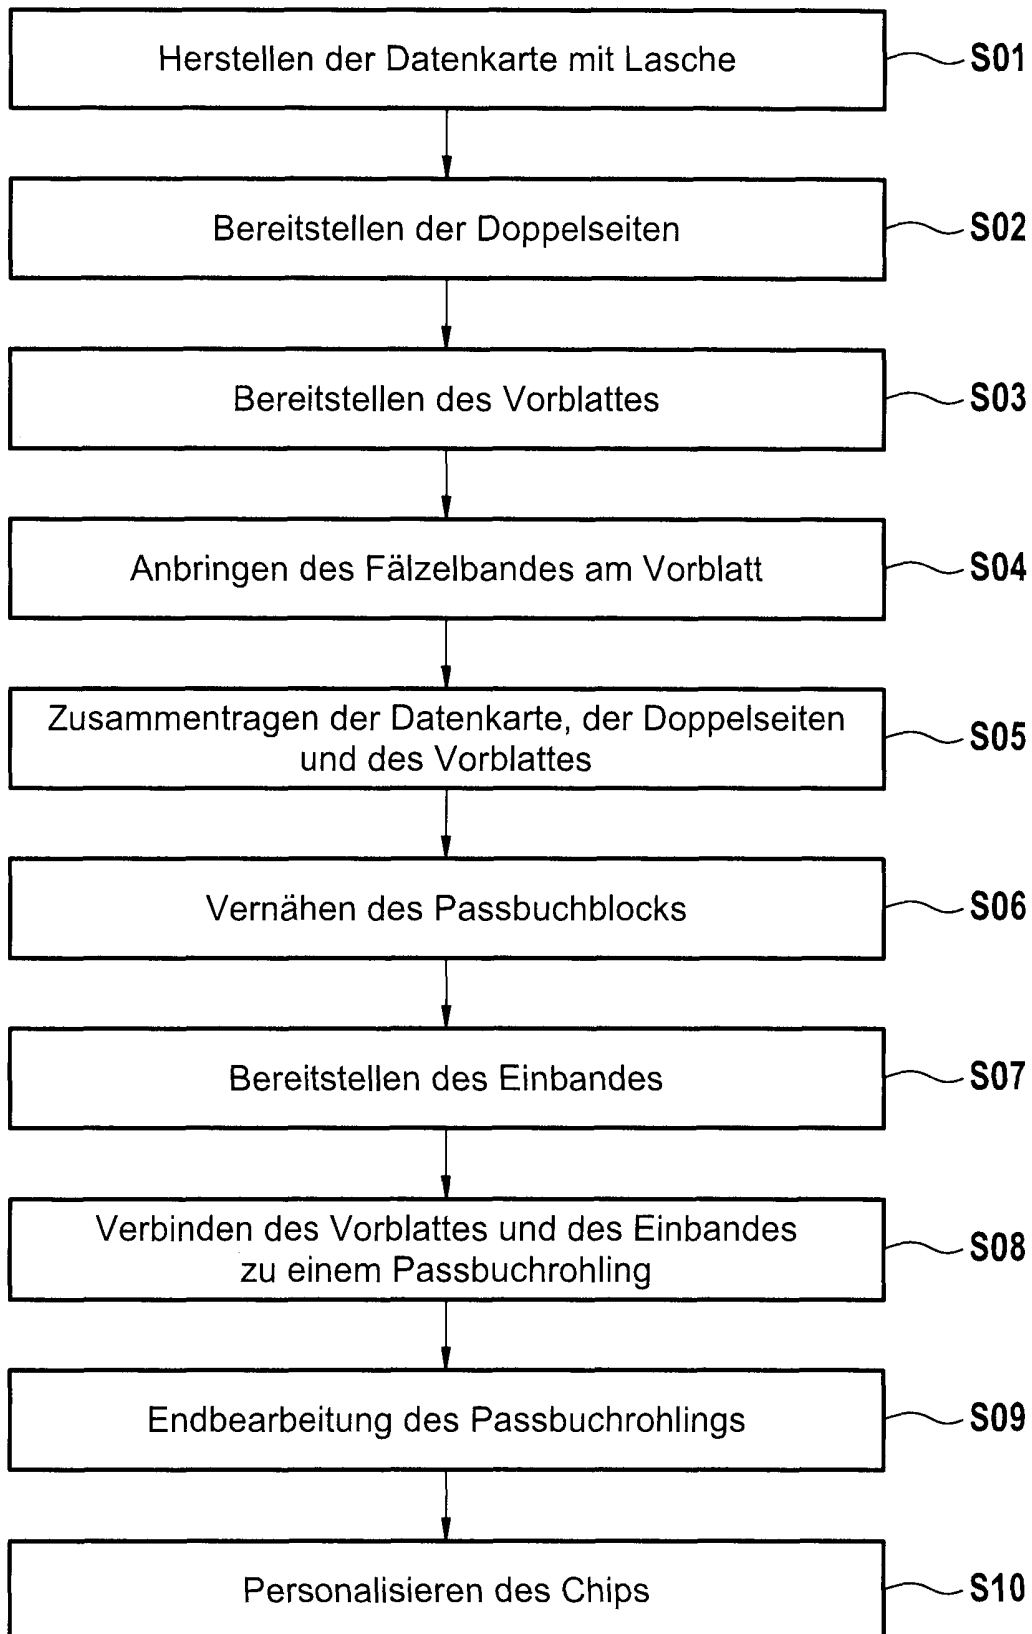 Herstellen der Datenkarte mit Lasche S01
Bereitstellen der Doppelseiten S02
Bereitstellen des Vorblattes S03
Anbringen des Fälzelbandes am Vorblatt S04
Zusammentragen der Datenkarte, der Doppelseiten
und des Vorblattes S05
Vernähen des Passbuchblocks S06
Bereitstellen des Einbandes S07
Verbinden des Vorblattes und des Einbandes
zu einem Passbuchrohling S08
Endbearbeitung des Passbuchrohlings S09
Personalisieren des Chips S10